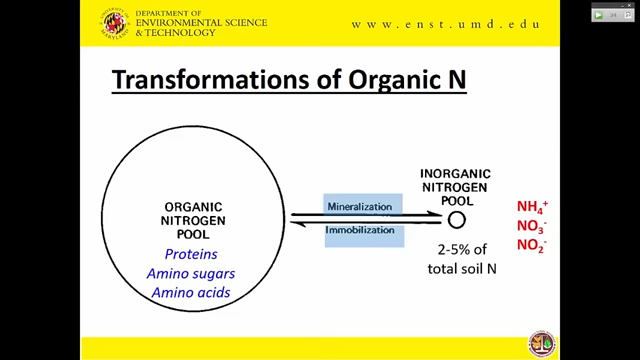 DEPARTMENT OF
ENVIRONMENTAL SCIENCE
& TECHNOLOGY
www.enst.umd.edu
Transformations of Organic N
ORGANIC
NITROGEN
POOL
Proteins
Amino sugars
Amino acids
Mineralization
Immobilization
INORGANIC
NITROGEN
POOL
2-5% of
total soil N
NH₄⁺
NO₃⁻
NO₂⁻